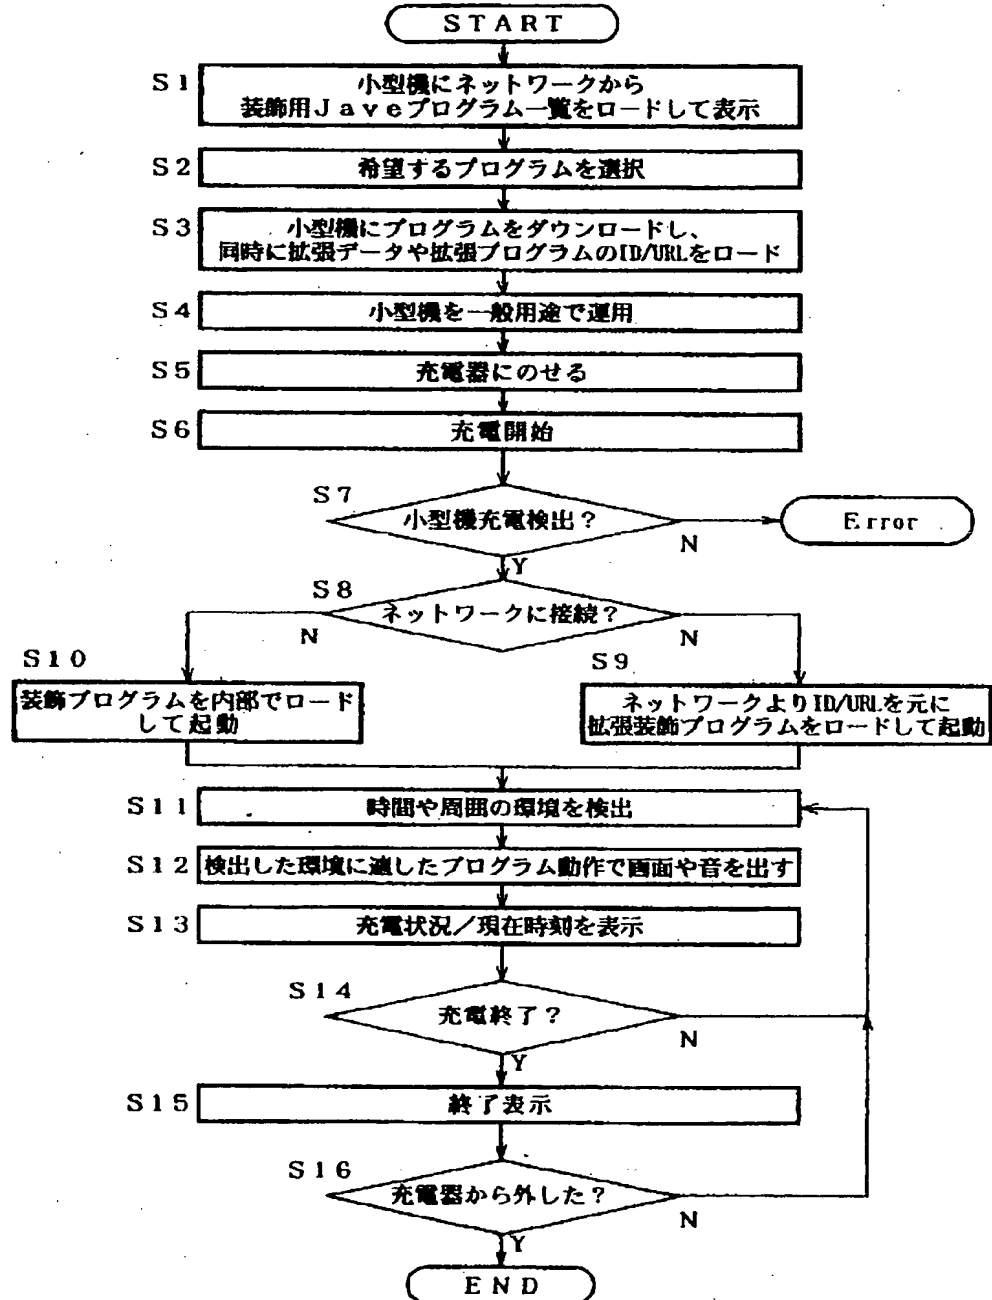 START
S1
小型機にネットワークから
装飾用Javeプログラム一覧をロードして表示
S2
希望するプログラムを選択
S3
小型機にプログラムをダウンロードし、
同時に拡張データや拡張プログラムのID/URLをロード
S4
小型機を一般用途で運用
S5
充電器にのせる
S6
充電開始
S7
小型機充電検出?
N
Error
Y
S8
ネットワークに接続?
N
N
S10
装飾プログラムを内部でロード
して起動
S9
ネットワークよりID/URLを元に
拡張装飾プログラムをロードして起動
S11
時間や周囲の環境を検出
S12
検出した環境に適したプログラム動作で画面や音を出す
S13
充電状況/現在時刻を表示
S14
充電終了?
N
Y
S15
終了表示
S16
充電器から外した?
N
Y
END